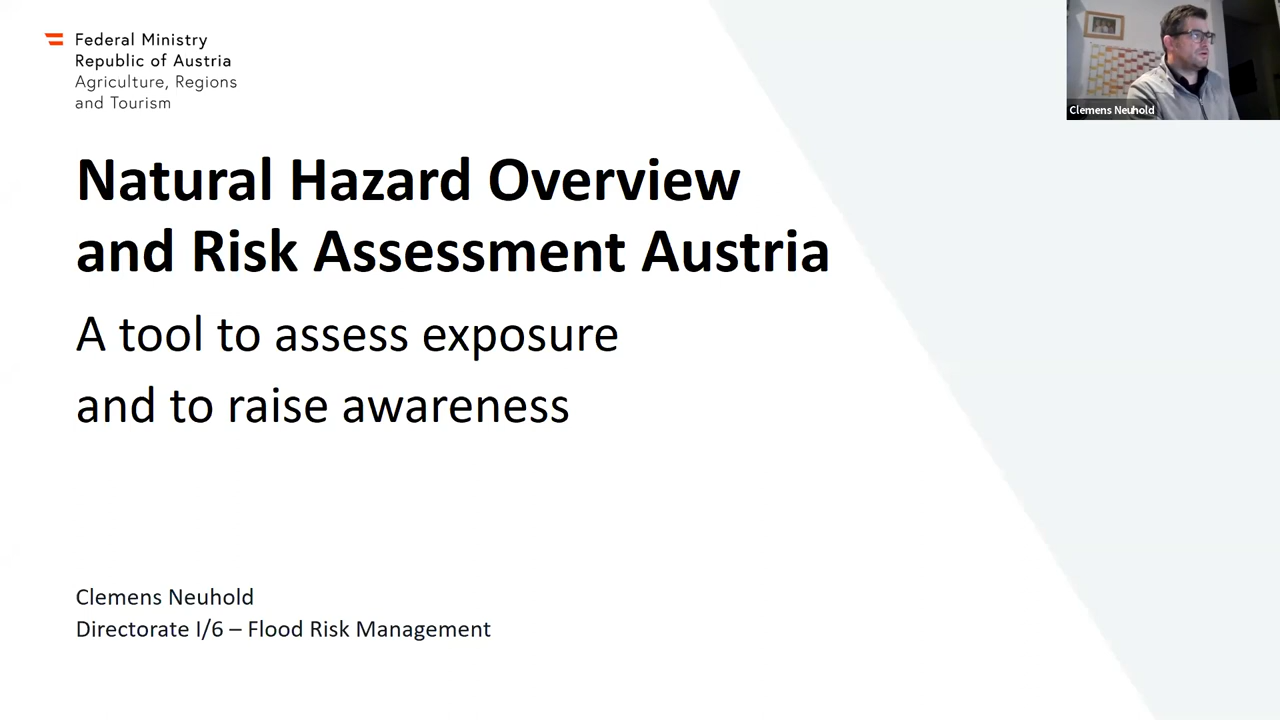 Federal Ministry
Republic of Austria
Agriculture, Regions
and Tourism
Clemens Neuhold
Natural Hazard Overview
and Risk Assessment Austria
A tool to assess exposure
and to raise awareness
Clemens Neuhold
Directorate I/6 – Flood Risk Management